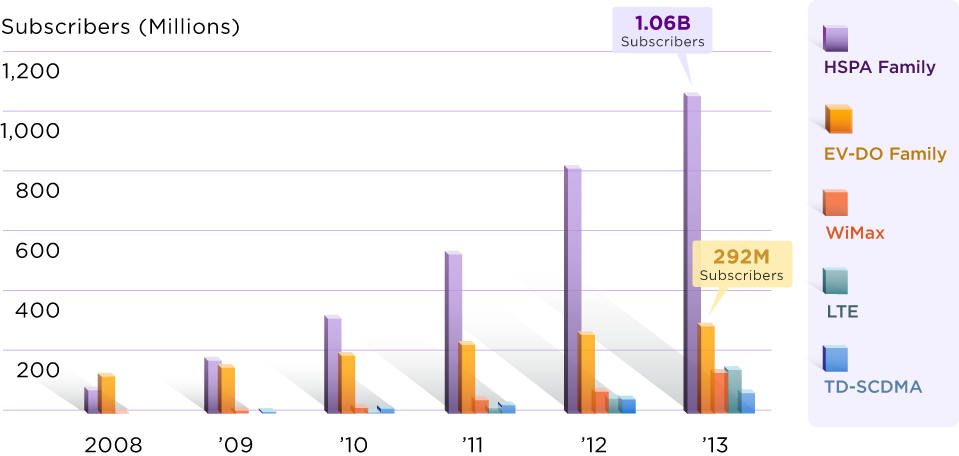 Subscribers (Millions)
1.06B
Subscribers
1,200
1,000
800
600
292M
Subscribers
400
200
2008
’09
’10
’11
’12
’13
HSPA Family
EV-DO Family
WiMax
LTE
TD-SCDMA